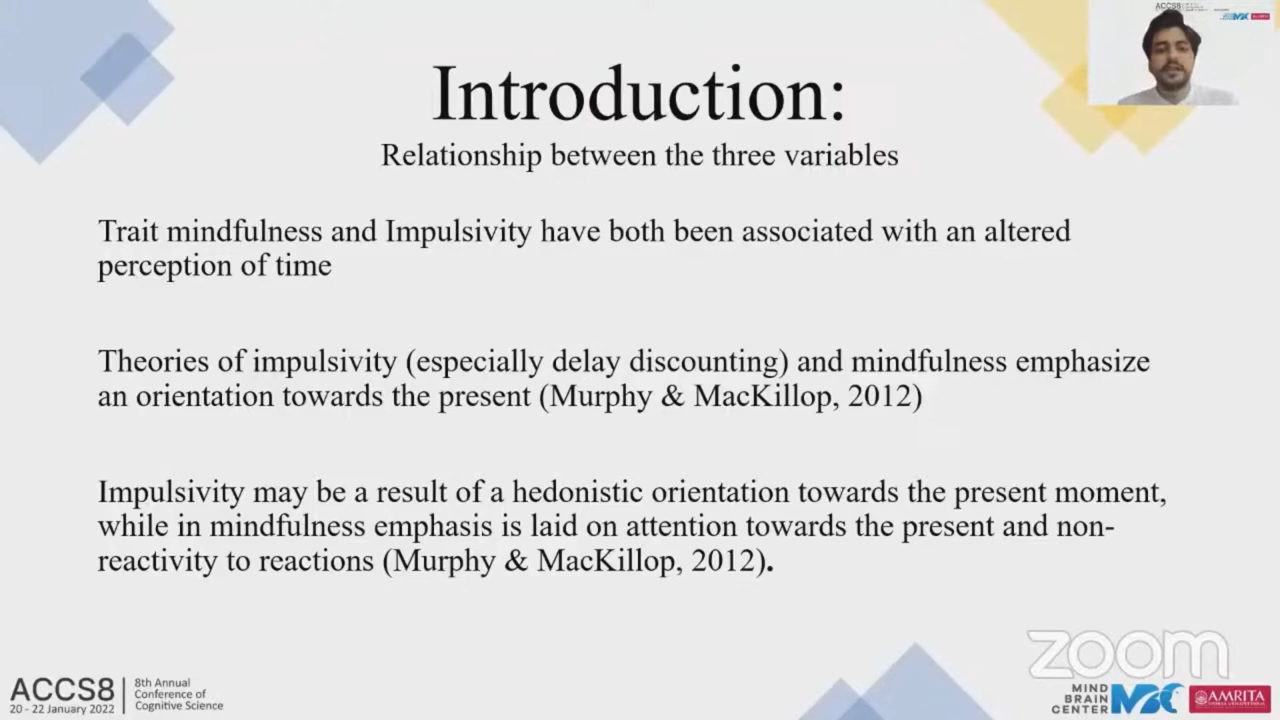 ACCS8
Introduction:
Relationship between the three variables
Trait mindfulness and Impulsivity have both been associated with an altered
perception of time
Theories of impulsivity (especially delay discounting) and mindfulness emphasize
an orientation towards the present (Murphy & MacKillop, 2012)
Impulsivity may be a result of a hedonistic orientation towards the present moment,
while in mindfulness emphasis is laid on attention towards the present and non-
reactivity to reactions (Murphy & MacKillop, 2012).
zoom
ACCS8
20 - 22 January 2022
8th Annual
Conference of
Cognitive Science
MIND
BRAIN
CENTER
MBC
AMRITA